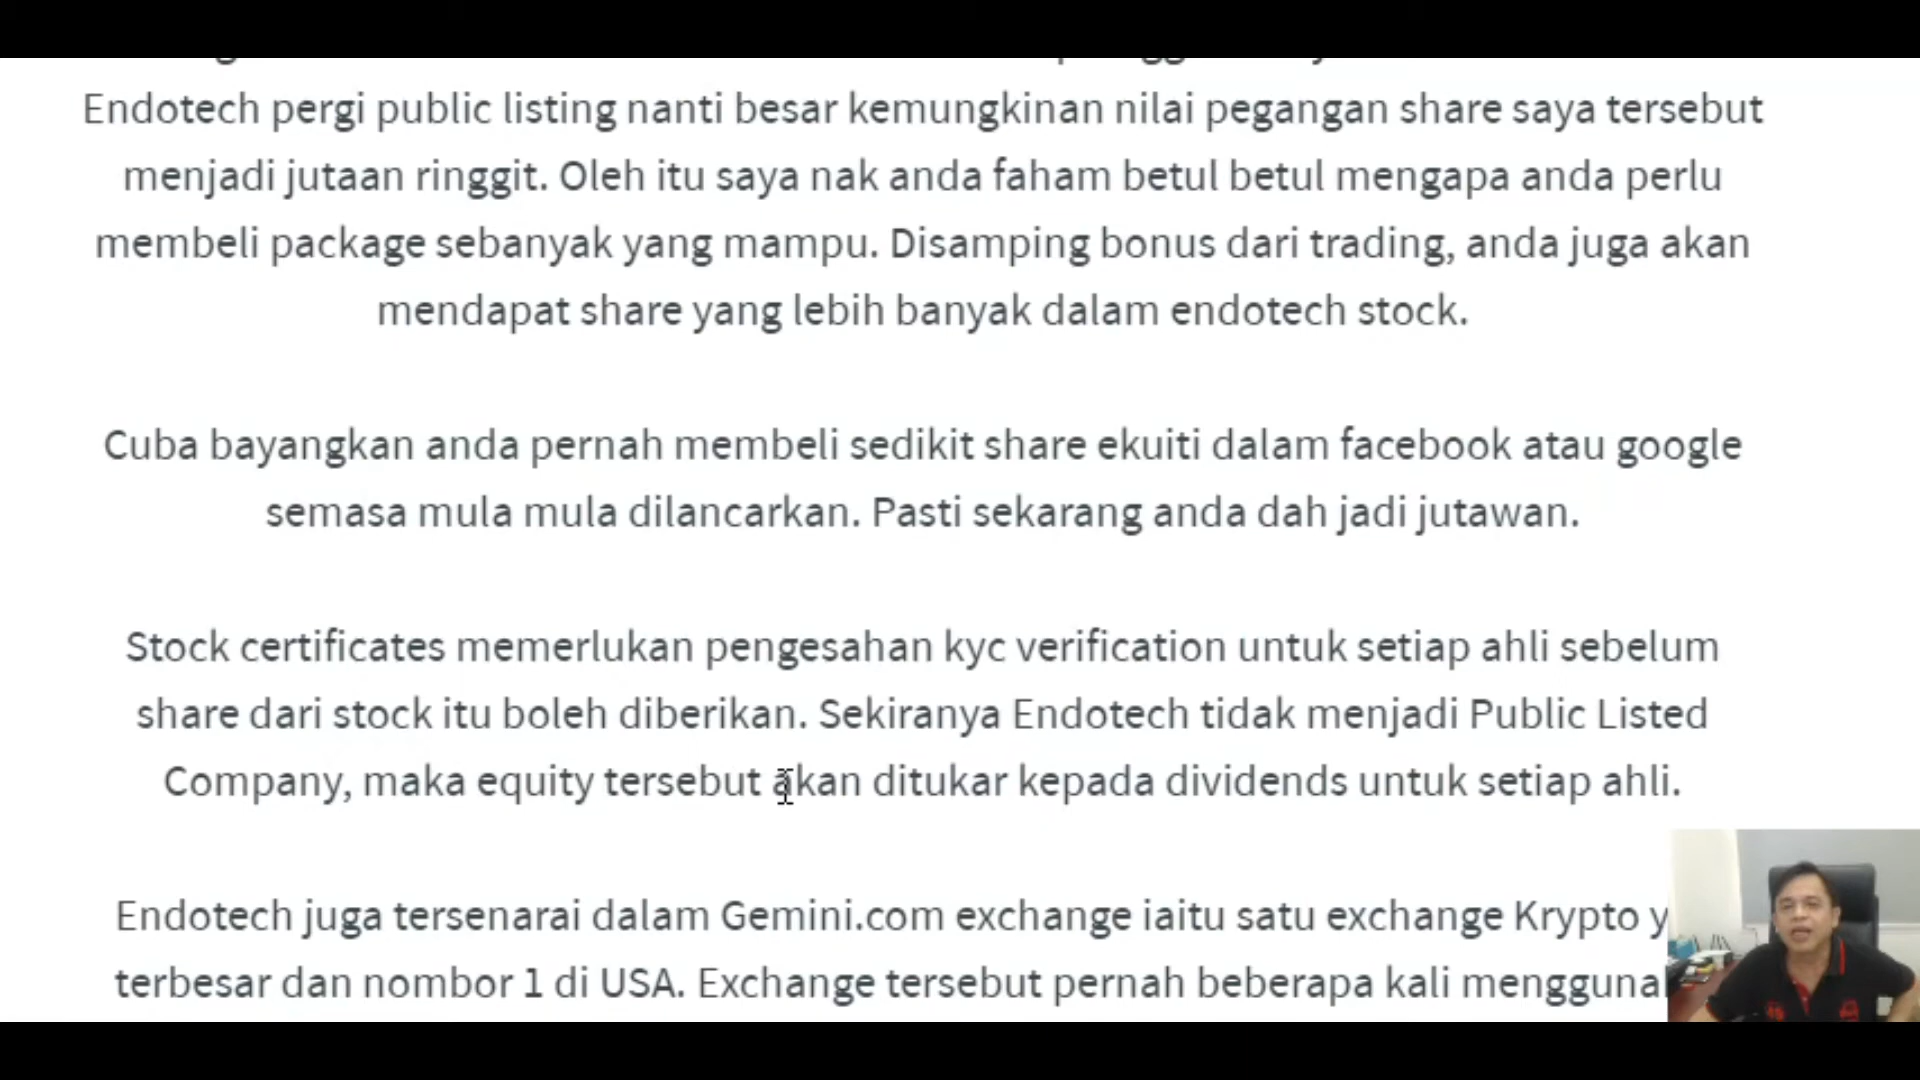 Endotech pergi public listing nanti besar kemungkinan nilai pegangan share saya tersebut
menjadi jutaan ringgit. Oleh itu saya nak anda faham betul betul mengapa anda perlu
membeli package sebanyak yang mampu. Disamping bonus dari trading, anda juga akan
mendapat share yang lebih banyak dalam endotech stock.
Cuba bayangkan anda pernah membeli sedikit share ekuiti dalam facebook atau google
semasa mula mula dilancarkan. Pasti sekarang anda dah jadi jutawan.
Stock certificates memerlukan pengesahan kyc verification untuk setiap ahli sebelum
share dari stock itu boleh diberikan. Sekiranya Endotech tidak menjadi Public Listed
Company, maka equity tersebut akan ditukar kepada dividends untuk setiap ahli.
Endotech juga tersenarai dalam Gemini.com exchange iaitu satu exchange Krypto y
terbesar dan nombor 1 di USA. Exchange tersebut pernah beberapa kali menggunak